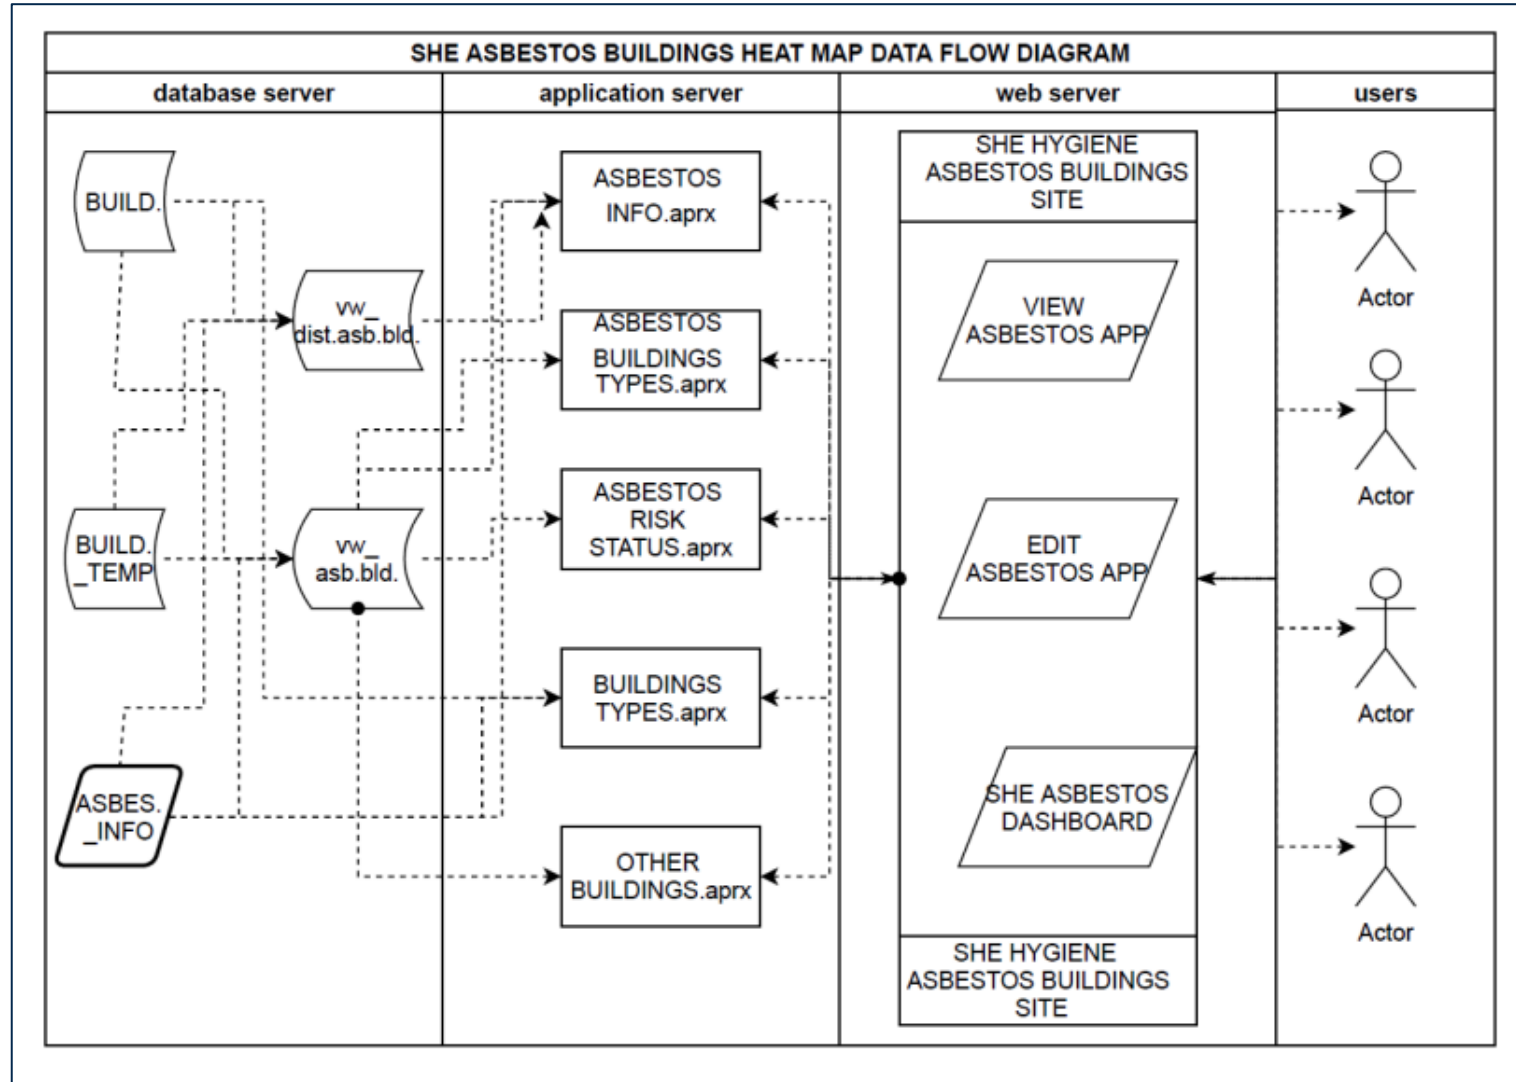 SHE ASBESTOS BUILDINGS HEAT MAP DATA FLOW DIAGRAM
database server
application server
web server
users
BUILD.
vw_
dist.asb.bld.
BUILD.
_TEMP
vw_
asb.bld.
ASBES.
_INFO
ASBESTOS
INFO.aprx
ASBESTOS
BUILDINGS
TYPES.aprx
ASBESTOS
RISK
STATUS.aprx
BUILDINGS
TYPES.aprx
OTHER
BUILDINGS.aprx
SHE HYGIENE
ASBESTOS BUILDINGS
SITE
VIEW
ASBESTOS APP
EDIT
ASBESTOS APP
SHE ASBESTOS
DASHBOARD
SHE HYGIENE
ASBESTOS BUILDINGS
SITE
Actor
Actor
Actor
Actor